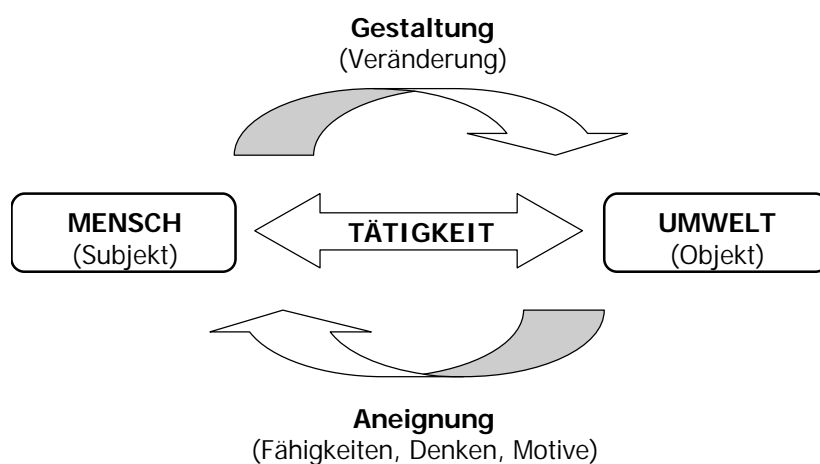 Gestaltung
(Veränderung)
MENSCH
(Subjekt)
TÄTIGKEIT
UMWELT
(Objekt)
Aneignung
(Fähigkeiten, Denken, Motive)